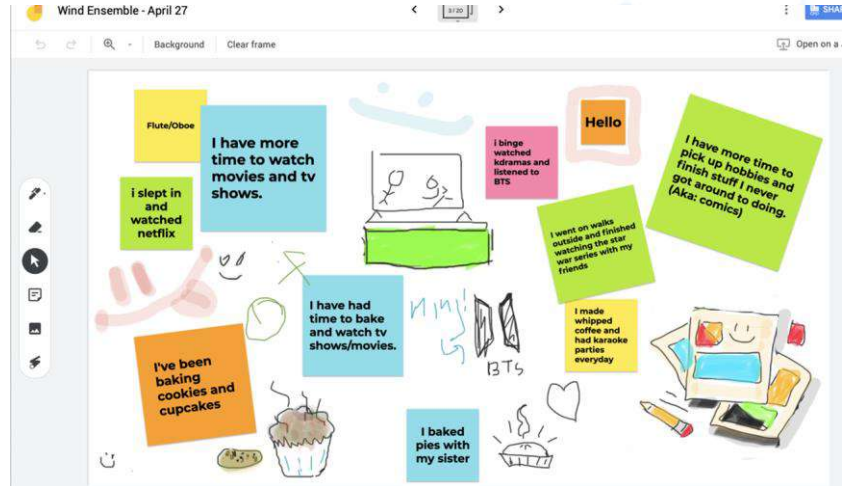 Wind Ensemble - April 27
3/20
SHAR
Background
Clear frame
Open on a
Flute/Oboe
I have more
time to watch
movies and tv
shows.
i binge
watched
kdramas and
listened to
BTS
Hello
I have more time to
pick up hobbies and
finish stuff I never
got around to doing.
(Aka: comics)
i slept in
and
watched
netflix
I went on walks
outside and finished
watching the star
war series with my
friends
I have had
time to bake
and watch tv
shows/movies.
BTS
I made
whipped
coffee and
had karaoke
parties
everyday
I've been
baking
cookies and
cupcakes
I baked
pies with
my sister